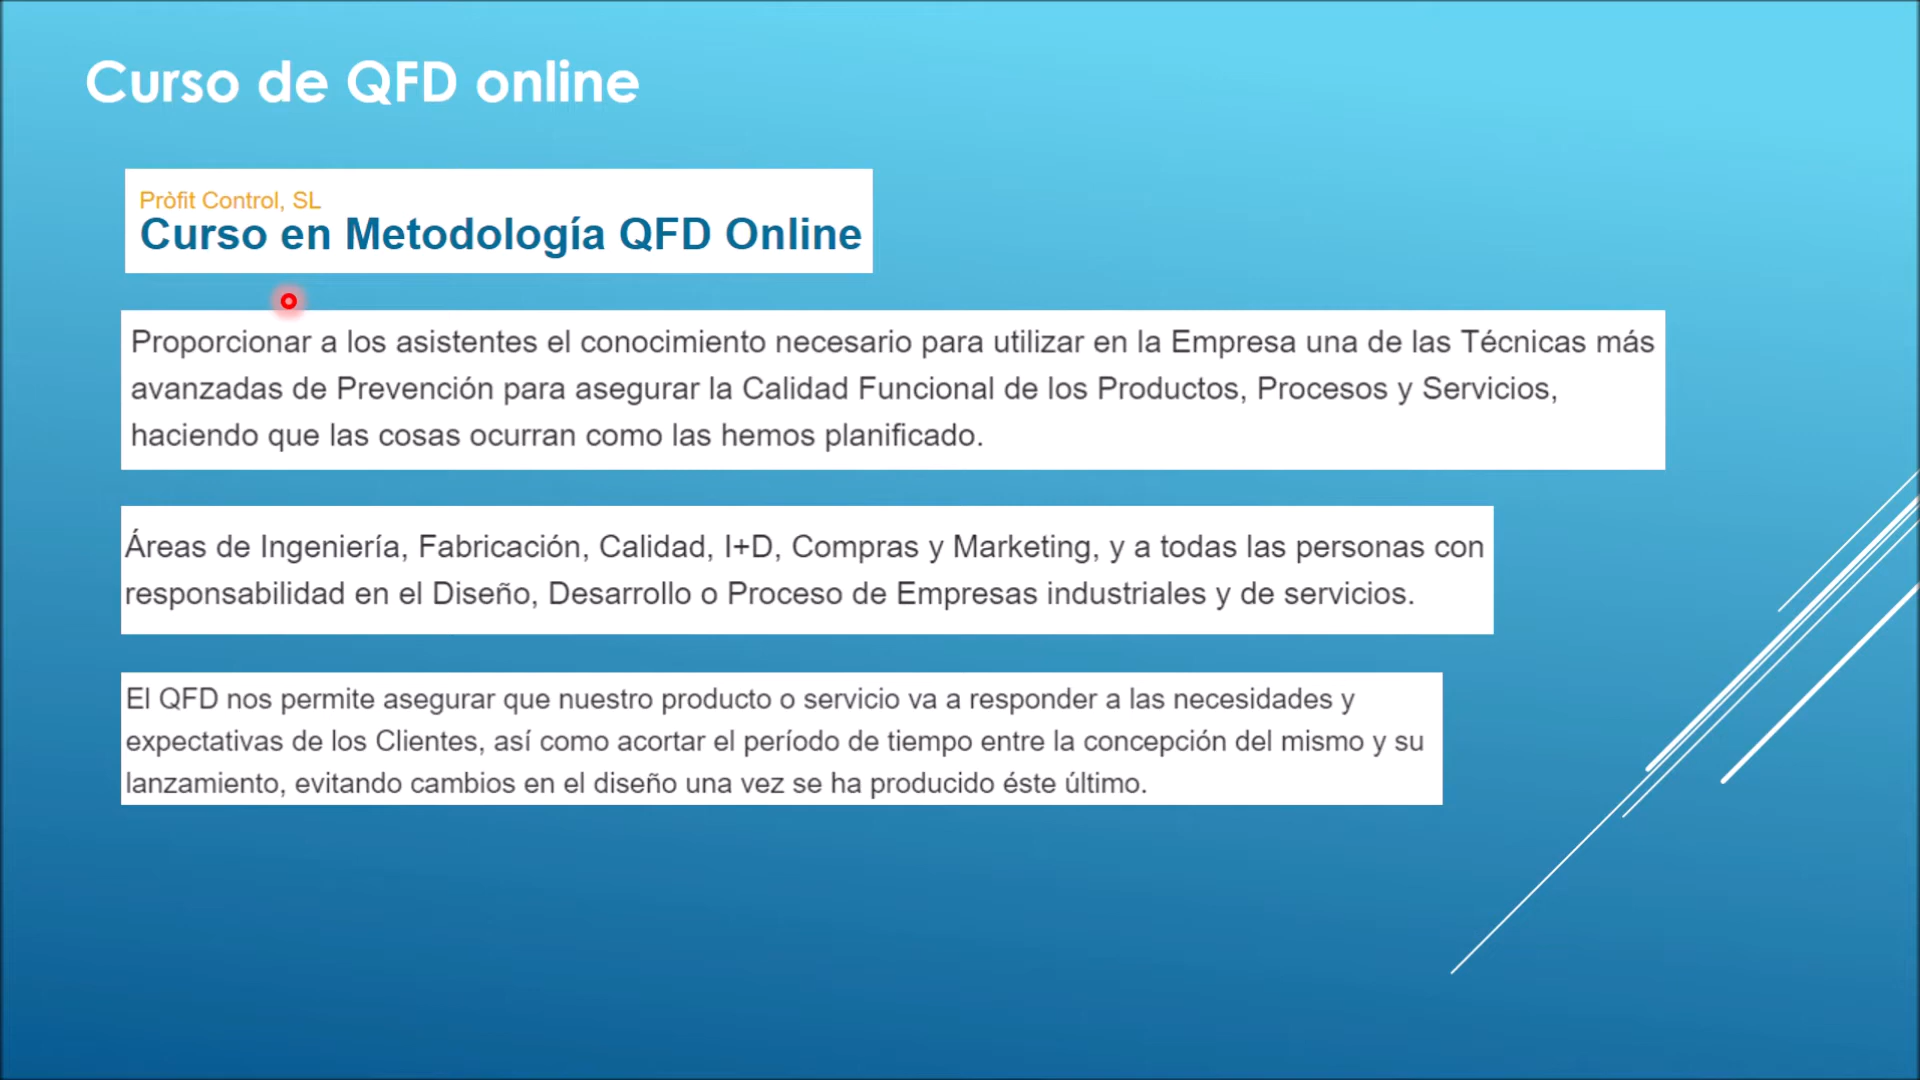 Curso de QFD online
Pròfit Control, SL
Curso en Metodología QFD Online
Proporcionar a los asistentes el conocimiento necesario para utilizar en la Empresa una de las Técnicas más
avanzadas de Prevención para asegurar la Calidad Funcional de los Productos, Procesos y Servicios,
haciendo que las cosas ocurran como las hemos planificado.
Áreas de Ingeniería, Fabricación, Calidad, I+D, Compras y Marketing, y a todas las personas con
responsabilidad en el Diseño, Desarrollo o Proceso de Empresas industriales y de servicios.
El QFD nos permite asegurar que nuestro producto o servicio va a responder a las necesidades y
expectativas de los Clientes, así como acortar el período de tiempo entre la concepción del mismo y su
lanzamiento, evitando cambios en el diseño una vez se ha producido éste último.